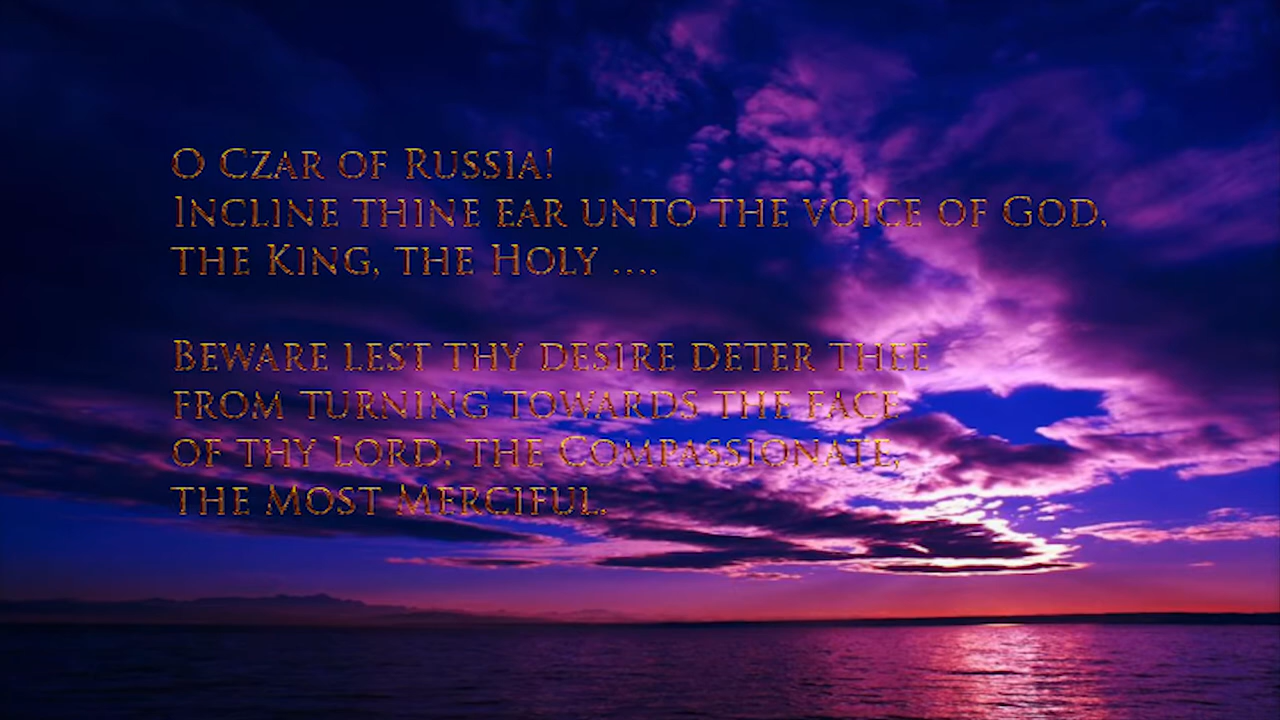 O Czar of Russia!
Incline thine ear unto the voice of God,
the King, the Holy ....
Beware lest thy desire deter thee
from turning towards the face
of thy Lord, the Compassionate,
the Most Merciful.